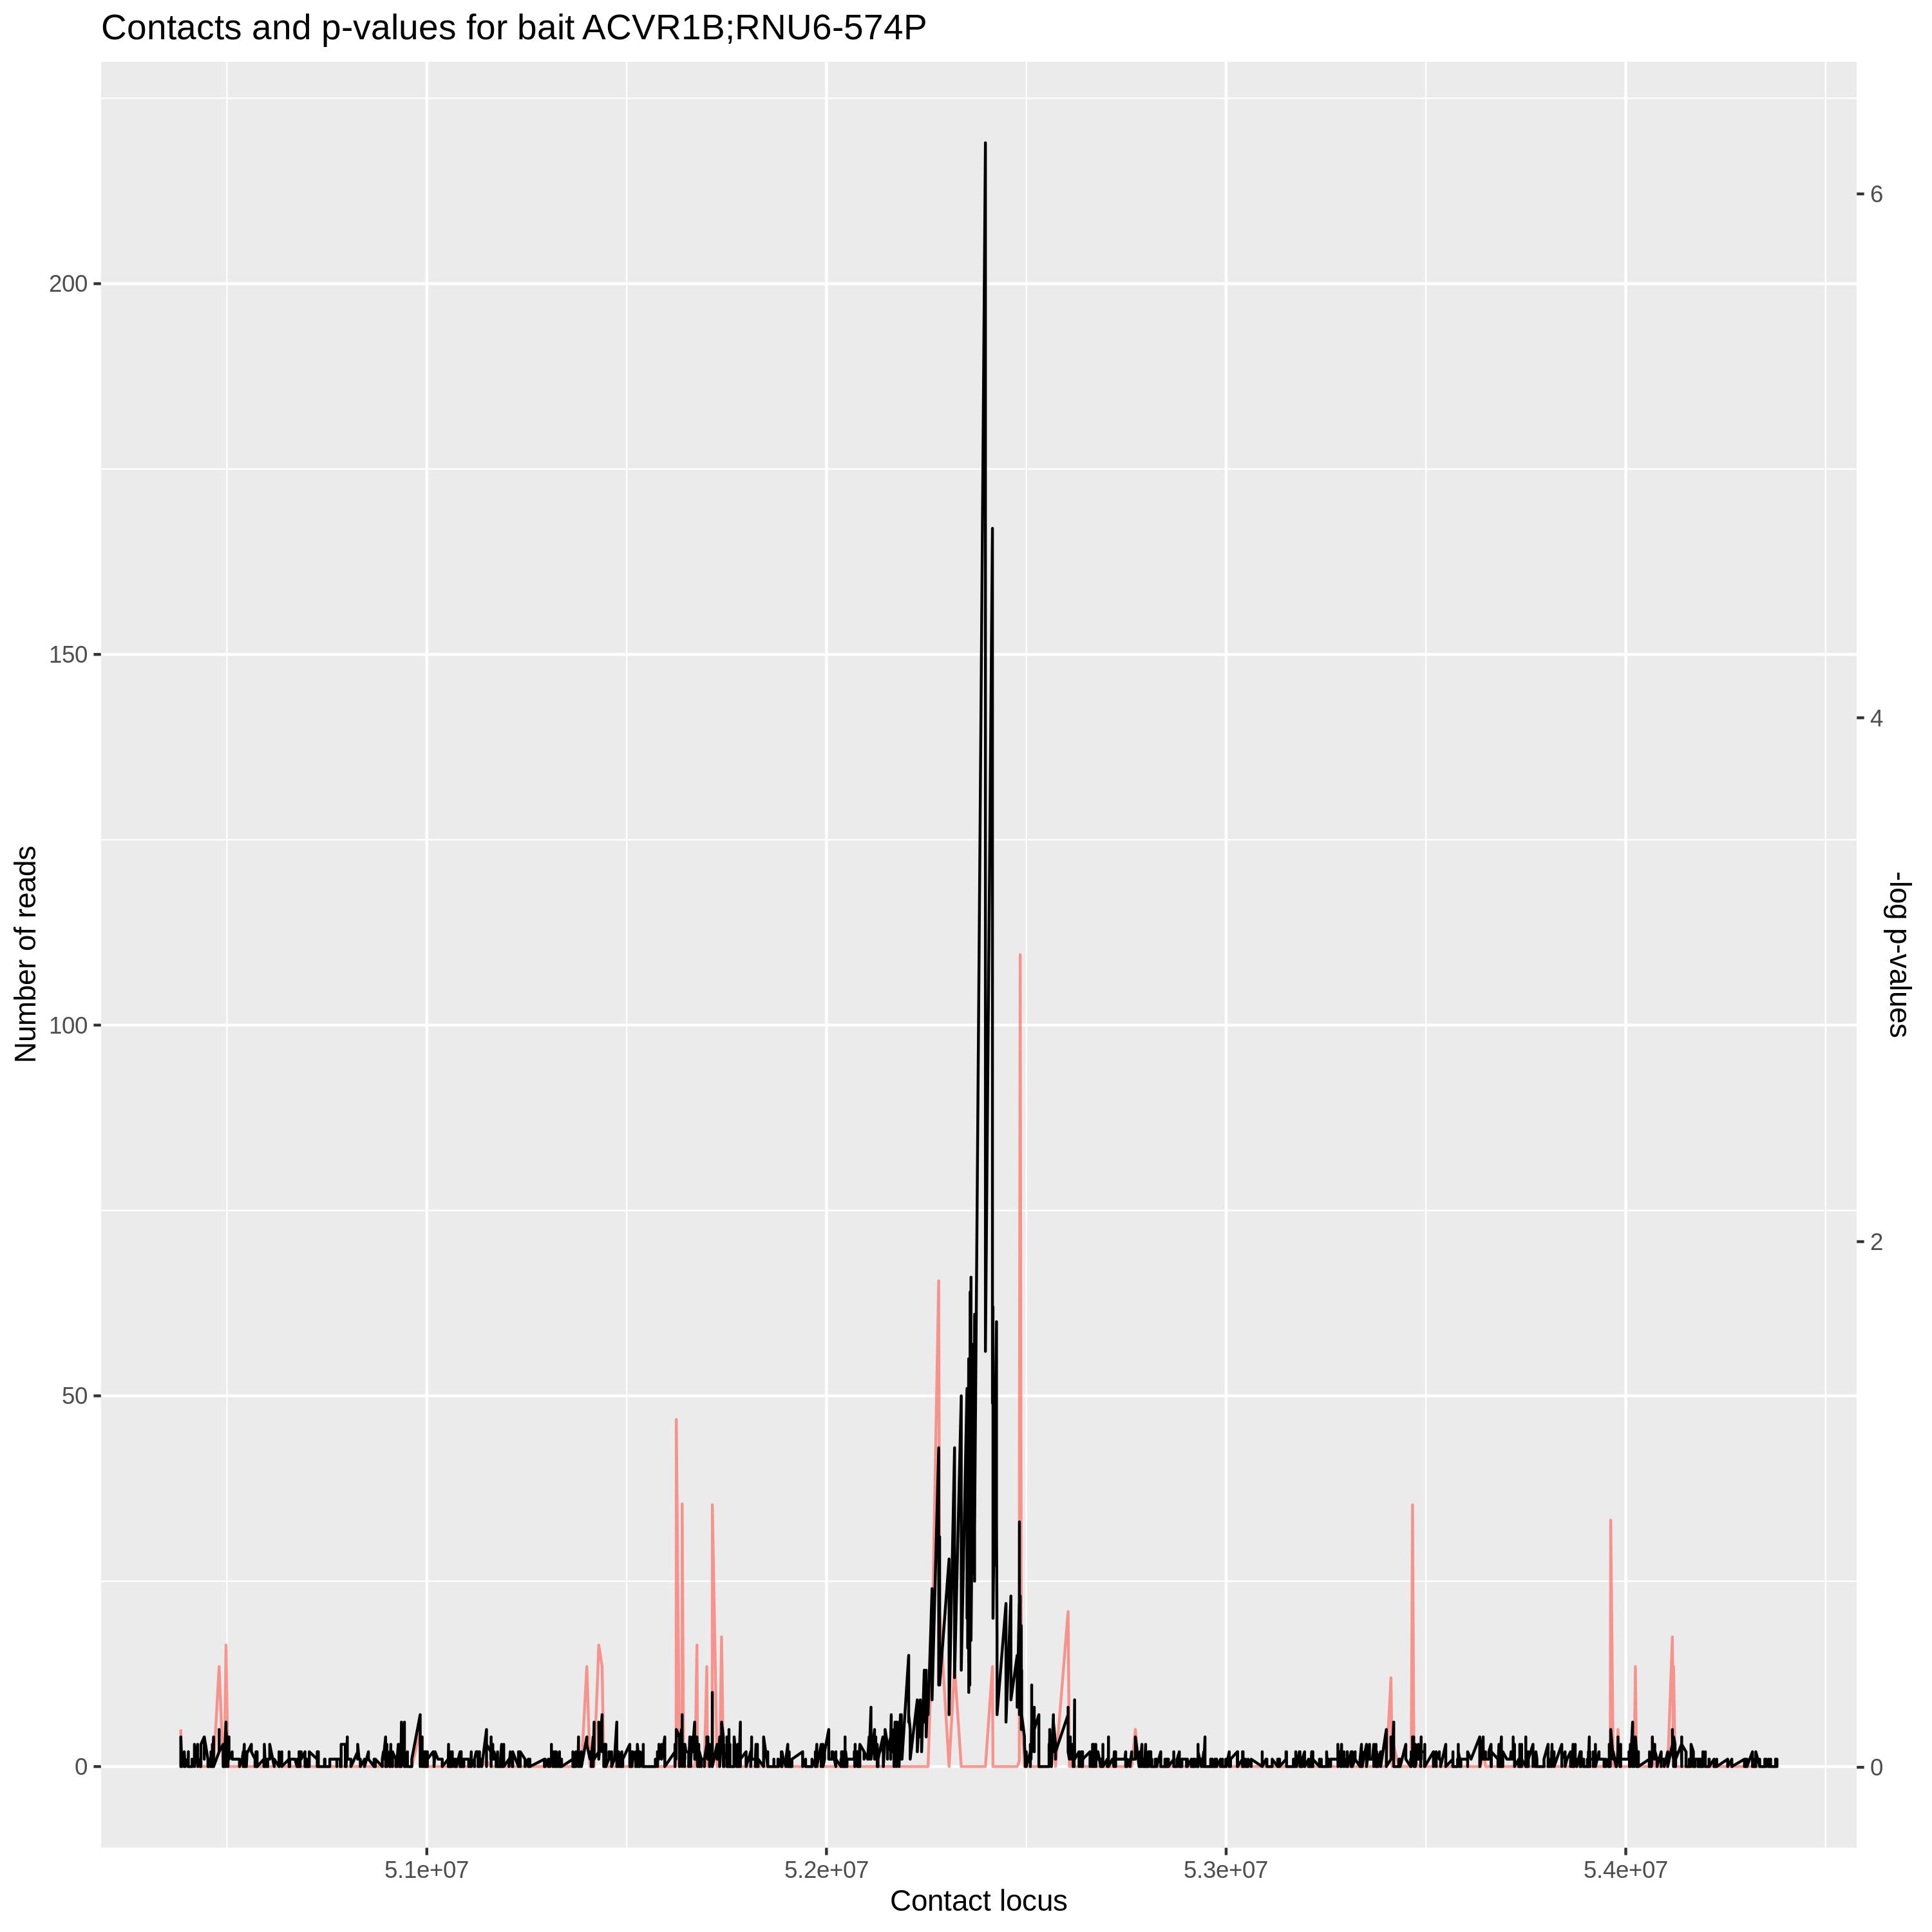 Contacts and p-values for bait ACVR1B;RNU6-574P
200
150
100
50
0
Number of reads
6
4
2
0
-log p-values
5.1e+07
5.2e+07
5.3e+07
5.4e+07
Contact locus